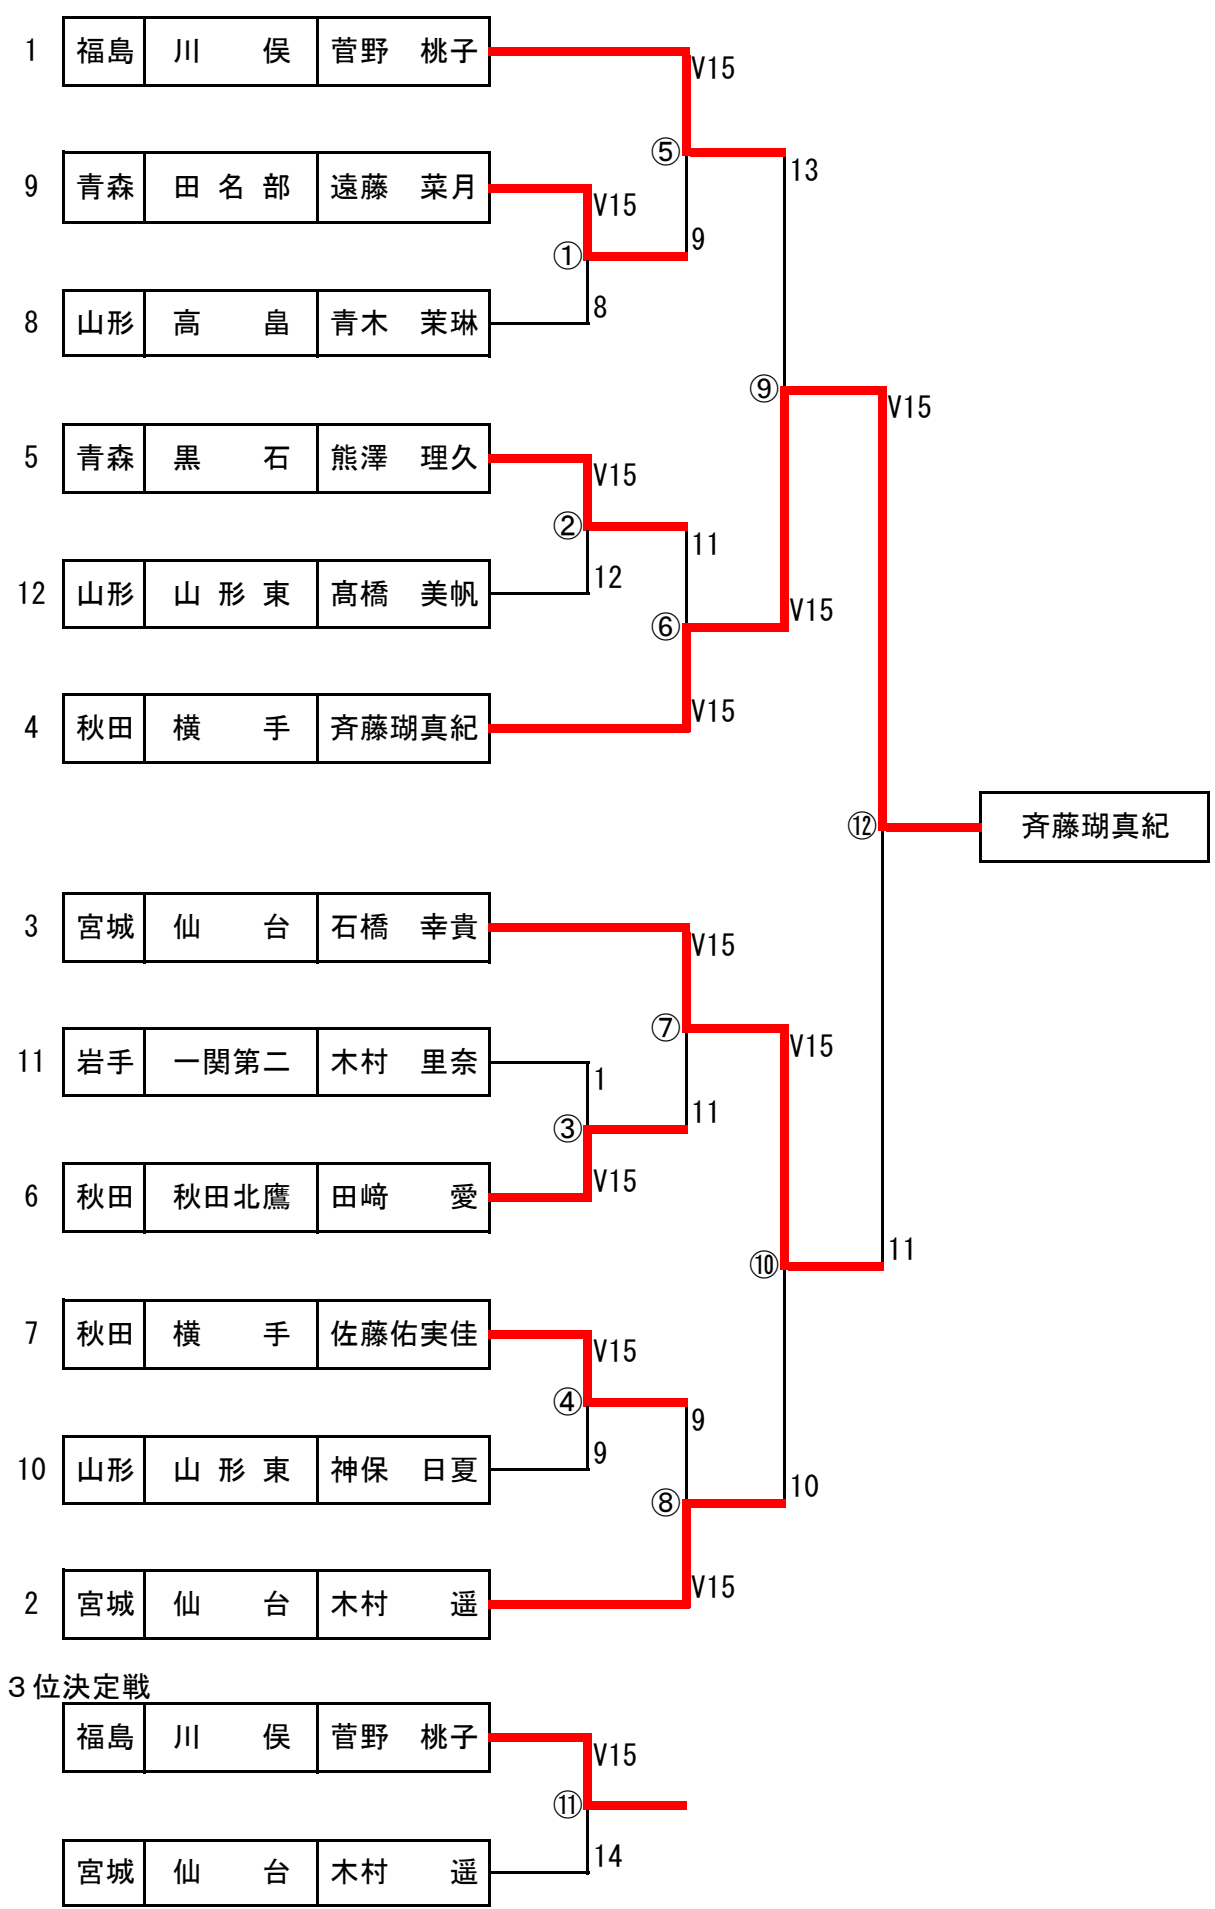 1 福島 川 俣 菅野 桃子
V15
⑤
13
9 青森 田 名 部 遠藤 菜月
V15
①
9
8 山形 高 畠 青木 茉琳
8
⑨
V15
5 青森 黒 石 熊澤 理久
V15
②
11
12 山形 山 形 東 髙橋 美帆
12
⑥
V15
4 秋田 横 手 斉藤瑚真紀
V15
⑫
斉藤瑚真紀
3 宮城 仙 台 石橋 幸貴
V15
⑦
V15
11 岩手 一関第二 木村 里奈
1
③
11
6 秋田 秋田北鷹 田﨑 愛
V15
⑩
11
7 秋田 横 手 佐藤佑実佳
V15
④
9
10 山形 山 形 東 神保 日夏
9
⑧
10
2 宮城 仙 台 木村 遥
V15
３位決定戦
福島 川 俣 菅野 桃子
V15
⑪
宮城 仙 台 木村 遥
14